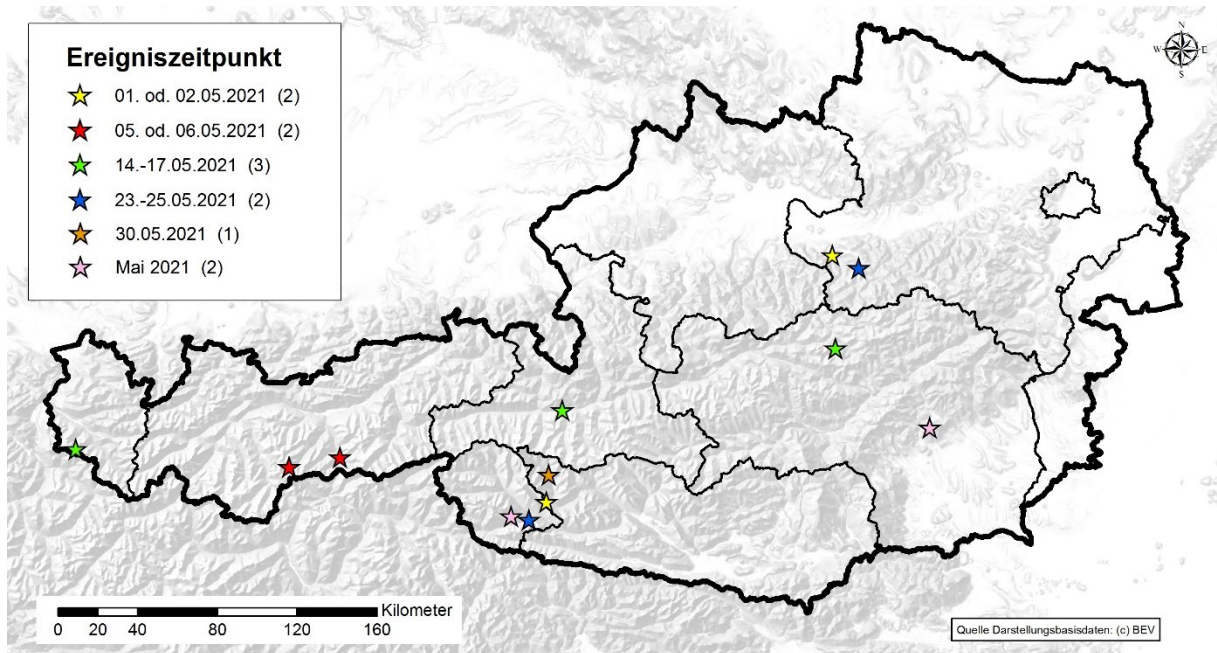 Ereigniszeitpunkt
01. od. 02.05.2021 (2)
05. od. 06.05.2021 (2)
14.-17.05.2021 (3)
23.-25.05.2021 (2)
30.05.2021 (1)
Mai 2021 (2)
N
W E
S
Kilometer
0 20 40 80 120 160
Quelle Darstellungsbasisdaten: (c) BEV